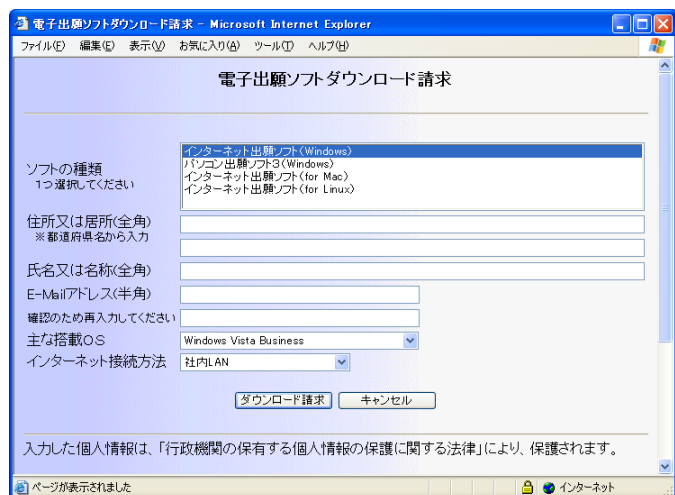 電子出願ソフトダウンロード請求 - Microsoft Internet Explorer
ファイル(F) 編集(E) 表示(V) お気に入り(A) ツール(T) ヘルプ(H)
電子出願ソフトダウンロード請求
インターネット出願ソフト(Windows)
パソコン出願ソフト3(Windows)
インターネット出願ソフト(for Mac)
インターネット出願ソフト(for Linux)
ソフトの種類
1つ選択してください
住所又は居所(全角)
※都道府県名から入力
氏名又は名称(全角)
E-Mailアドレス(半角)
確認のため再入力してください
主な搭載OS Windows Vista Business
インターネット接続方法 社内LAN
ダウンロード請求 キャンセル
入力した個人情報は、「行政機関の保有する個人情報の保護に関する法律」により、保護されます。
ページが表示されました インターネット